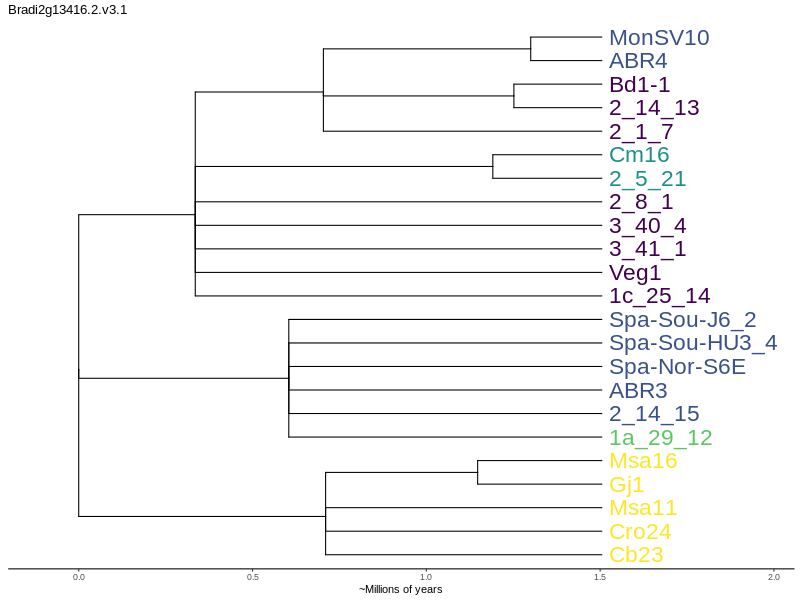 Bradi2g13416.2.v3.1
MonSV10
ABR4
Bd1-1
2_14_13
2_1_7
Cm16
2_5_21
2_8_1
3_40_4
3_41_1
Veg1
1c_25_14
Spa-Sou-J6_2
Spa-Sou-HU3_4
Spa-Nor-S6E
ABR3
2_14_15
1a_29_12
Msa16
Gj1
Msa11
Cro24
Cb23
0.0 0.5 1.0 1.5 2.0
~Millions of years